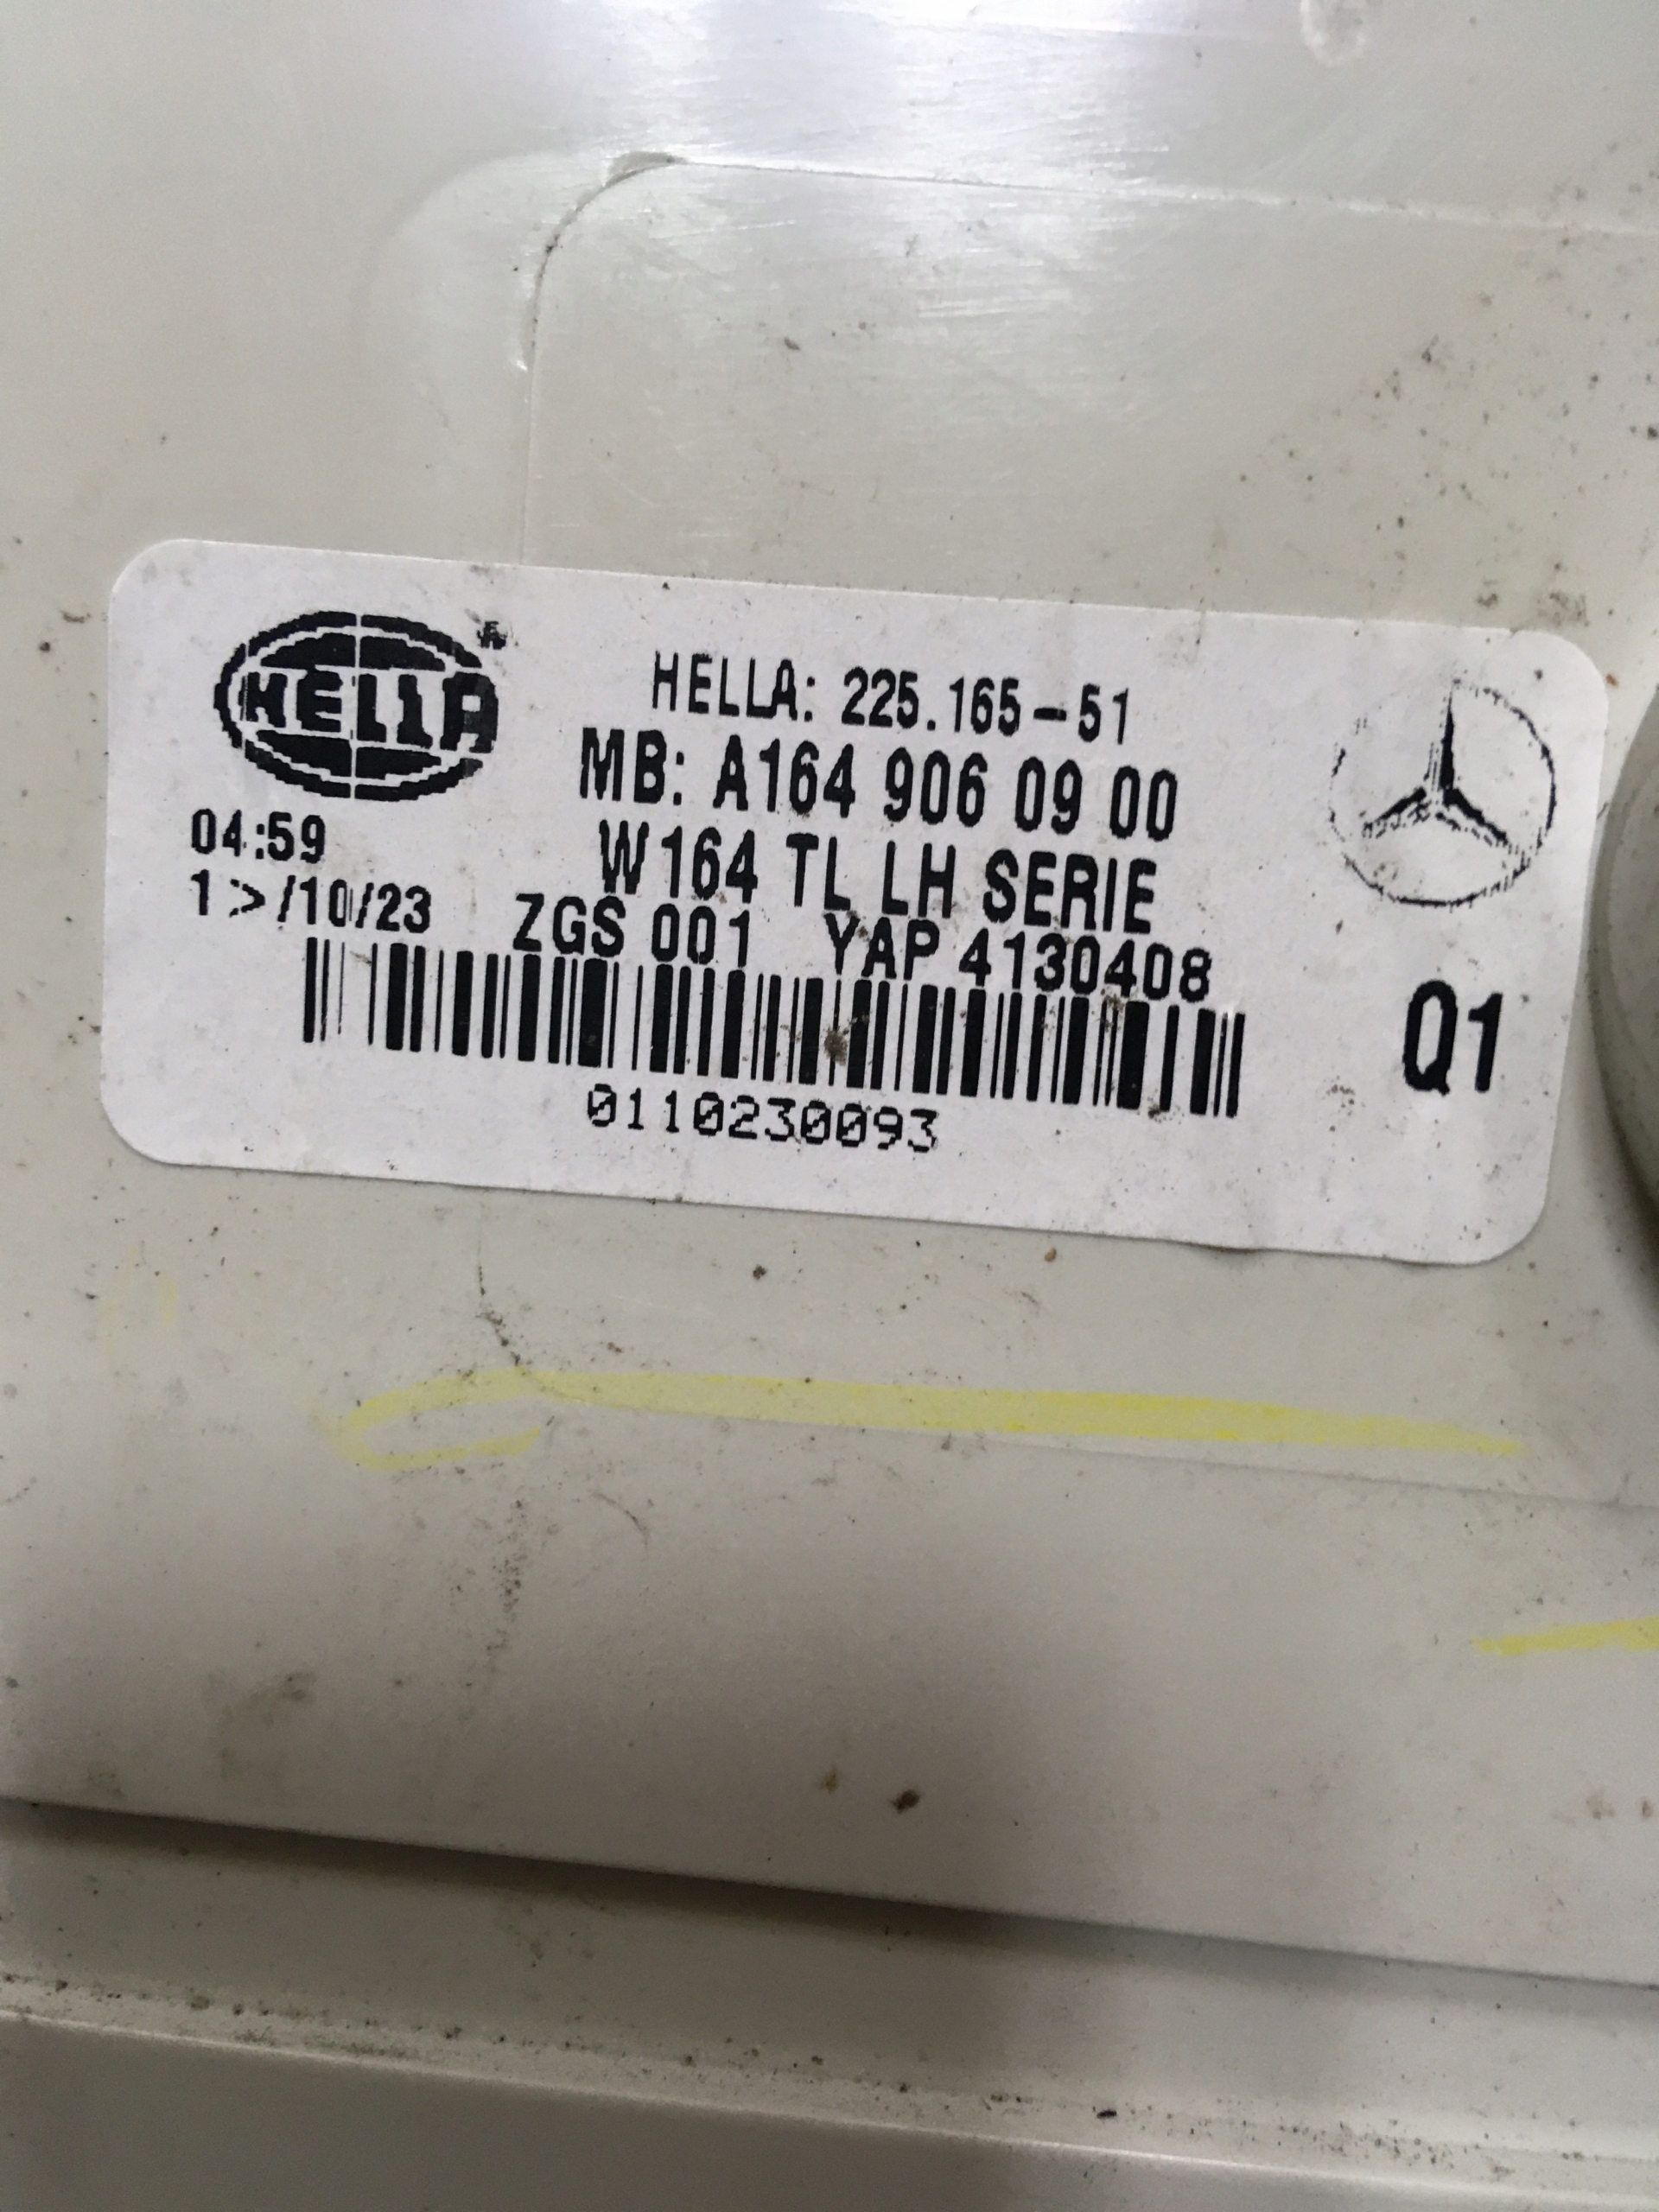 HELLA
HELLA: 225.165-51
MB: A164 906 09 00
04:59
W164 TL LH SERIE
1>/10/23 ZGS 001 YAP 4130408
Q1
0110230093